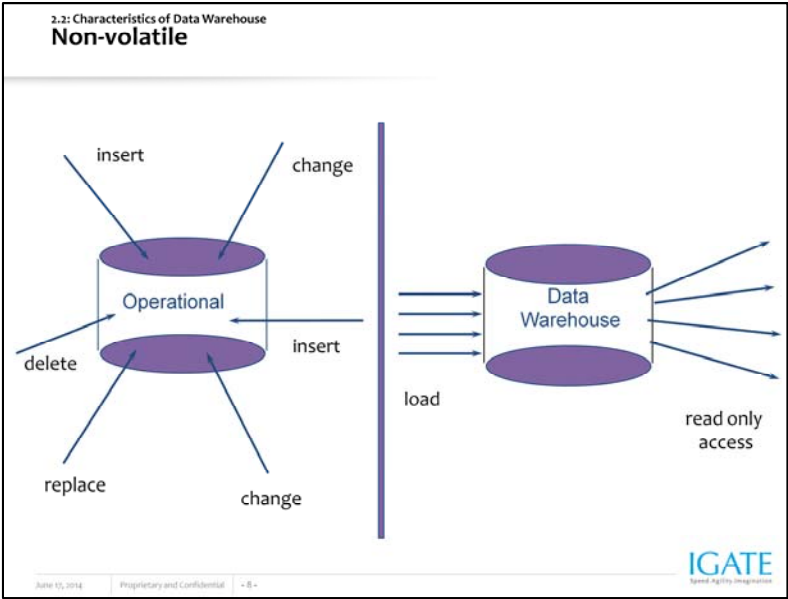 2.2: Characteristics of Data Warehouse
Non-volatile
insert
change
Operational
delete
insert
replace
change
Data
Warehouse
load
read only
access
June 17, 2014
Proprietary and Confidential
- 8 -
IGATE
Speed.Agility.Imagination